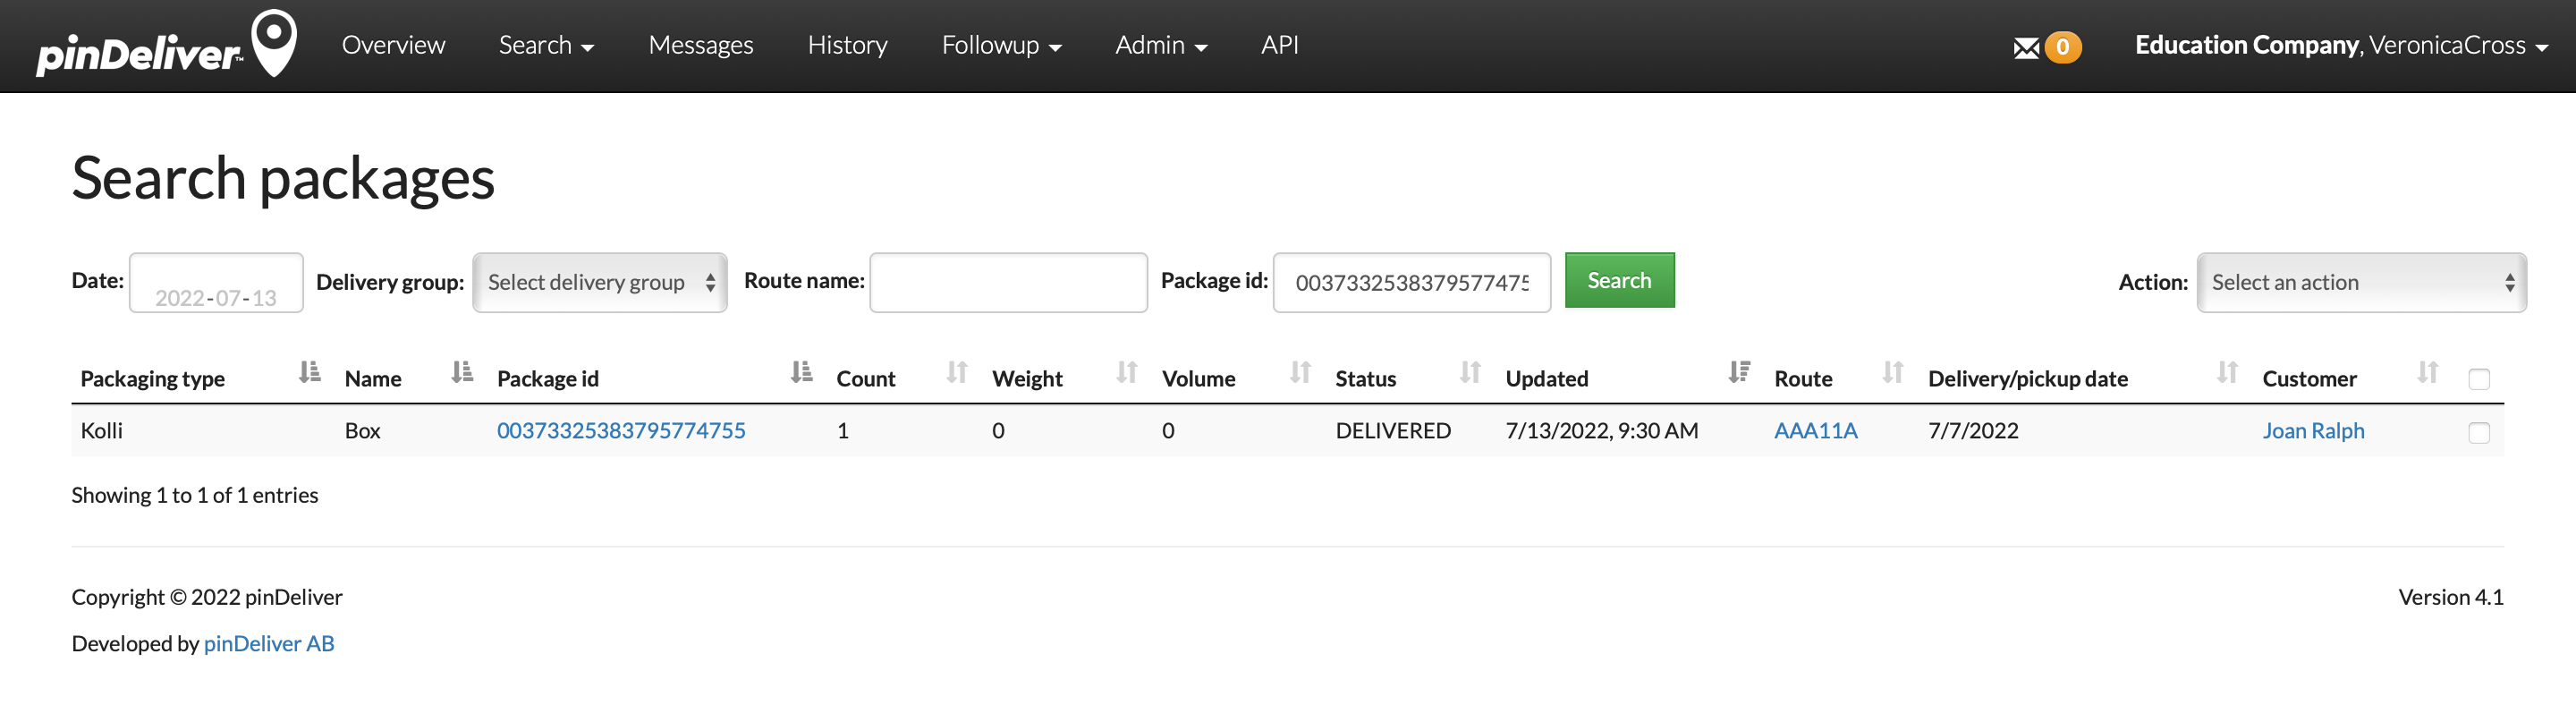 pinDeliver™ Overview Search Messages History Followup Admin API 0 Education Company, VeronicaCross
Search packages
Date: 2022-07-13 Delivery group: Select delivery group Route name: Package id: 0037332538379577475 Search Action: Select an action
Packaging type Name Package id Count Weight Volume Status Updated Route Delivery/pickup date Customer
Kolli Box 00373325383795774755 1 0 0 DELIVERED 7/13/2022, 9:30 AM AAA11A 7/7/2022 Joan Ralph
Showing 1 to 1 of 1 entries
Copyright © 2022 pinDeliver Version 4.1
Developed by pinDeliver AB